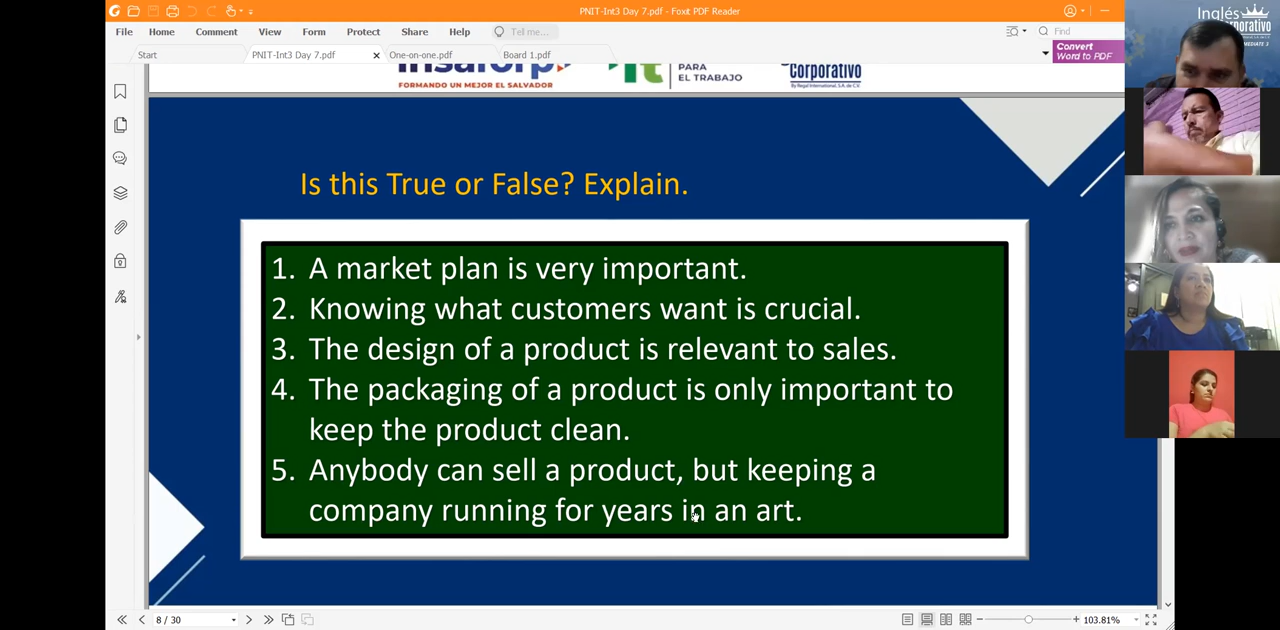 PNIT-Int3 Day 7.pdf - Foxit PDF Reader
File Home Comment View Form Protect Share Help Tell me... Find
Start PNIT-Int3 Day 7.pdf One-on-one.pdf Board 1.pdf
Convert
Word to PDF
Inglés
FORMANDO UN MEJOR EL SALVADOR
PARA
EL TRABAJO
Corporativo
By Regal International, S.A. de C.V.
Is this True or False? Explain.
1. A market plan is very important.
2. Knowing what customers want is crucial.
3. The design of a product is relevant to sales.
4. The packaging of a product is only important to
keep the product clean.
5. Anybody can sell a product, but keeping a
company running for years in an art.
8 / 30
103.81%